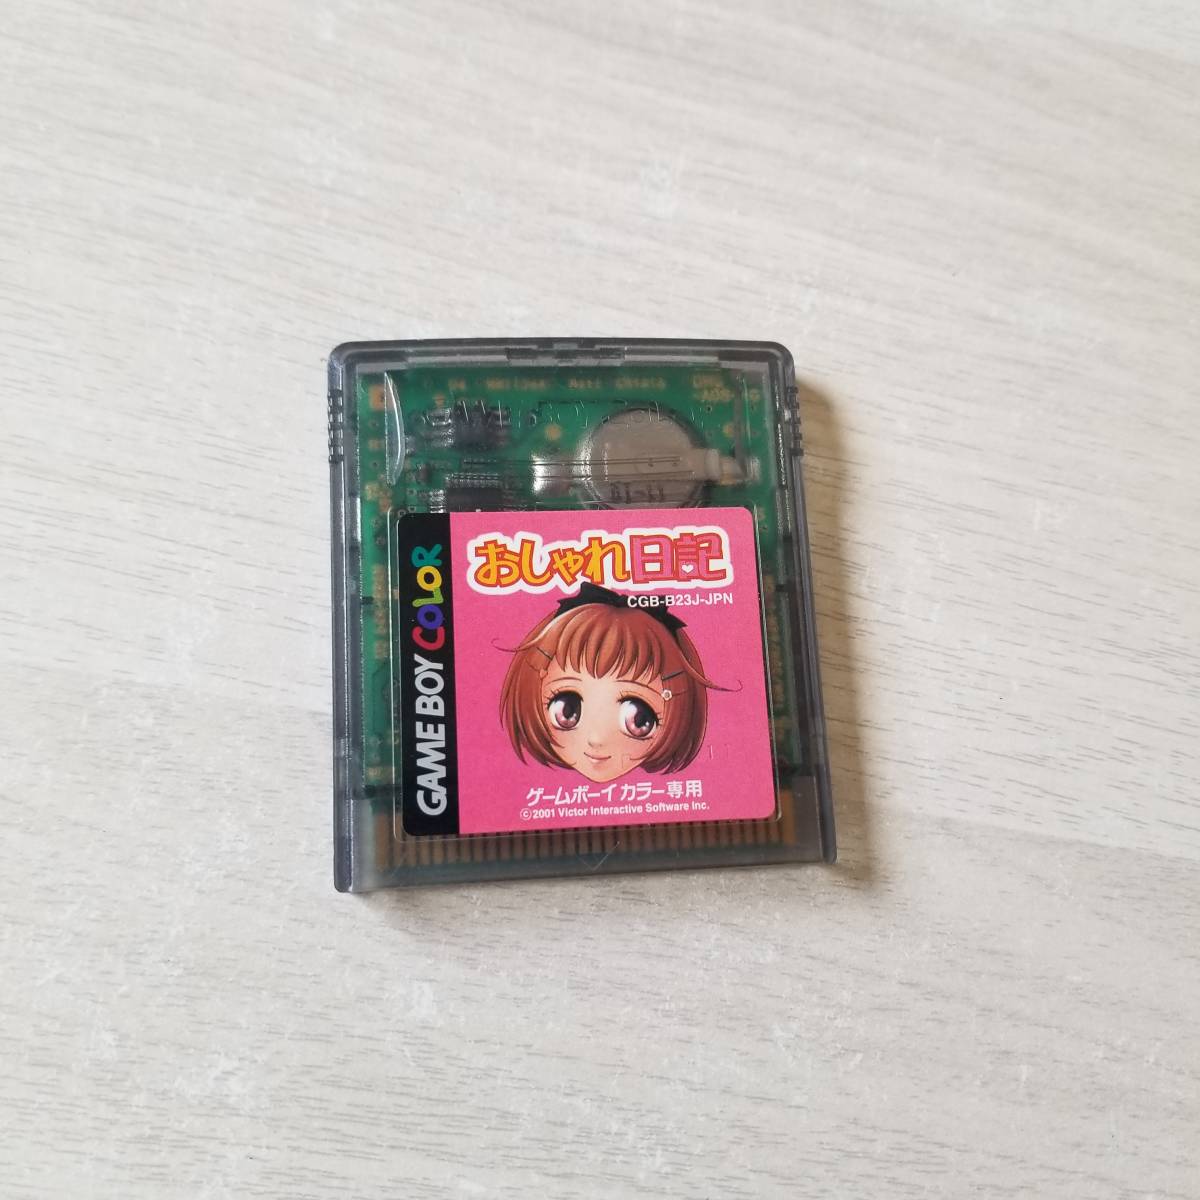 GAME BOY COLOR
おしゃれ日記
CGB-B23J-JPN
ゲームボーイ カラー専用
©2001 Victor Interactive Software Inc.